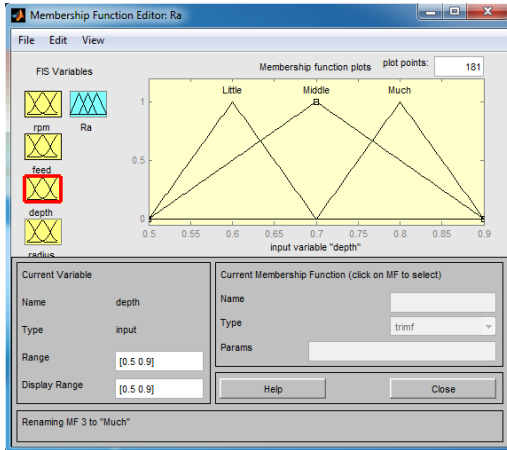 Membership Function Editor: Ra
File Edit View
FIS Variables
Membership function plots
plot points:
181
rpm
Ra
feed
depth
radius
Little
Middle
Much
1
0.5
0
0.5 0.55 0.6 0.65 0.7 0.75 0.8 0.85 0.9
input variable "depth"
Current Variable
Name depth
Type input
Range [0.5 0.9]
Display Range [0.5 0.9]
Current Membership Function (click on MF to select)
Name
Type trimf
Params
Help
Close
Renaming MF 3 to "Much"